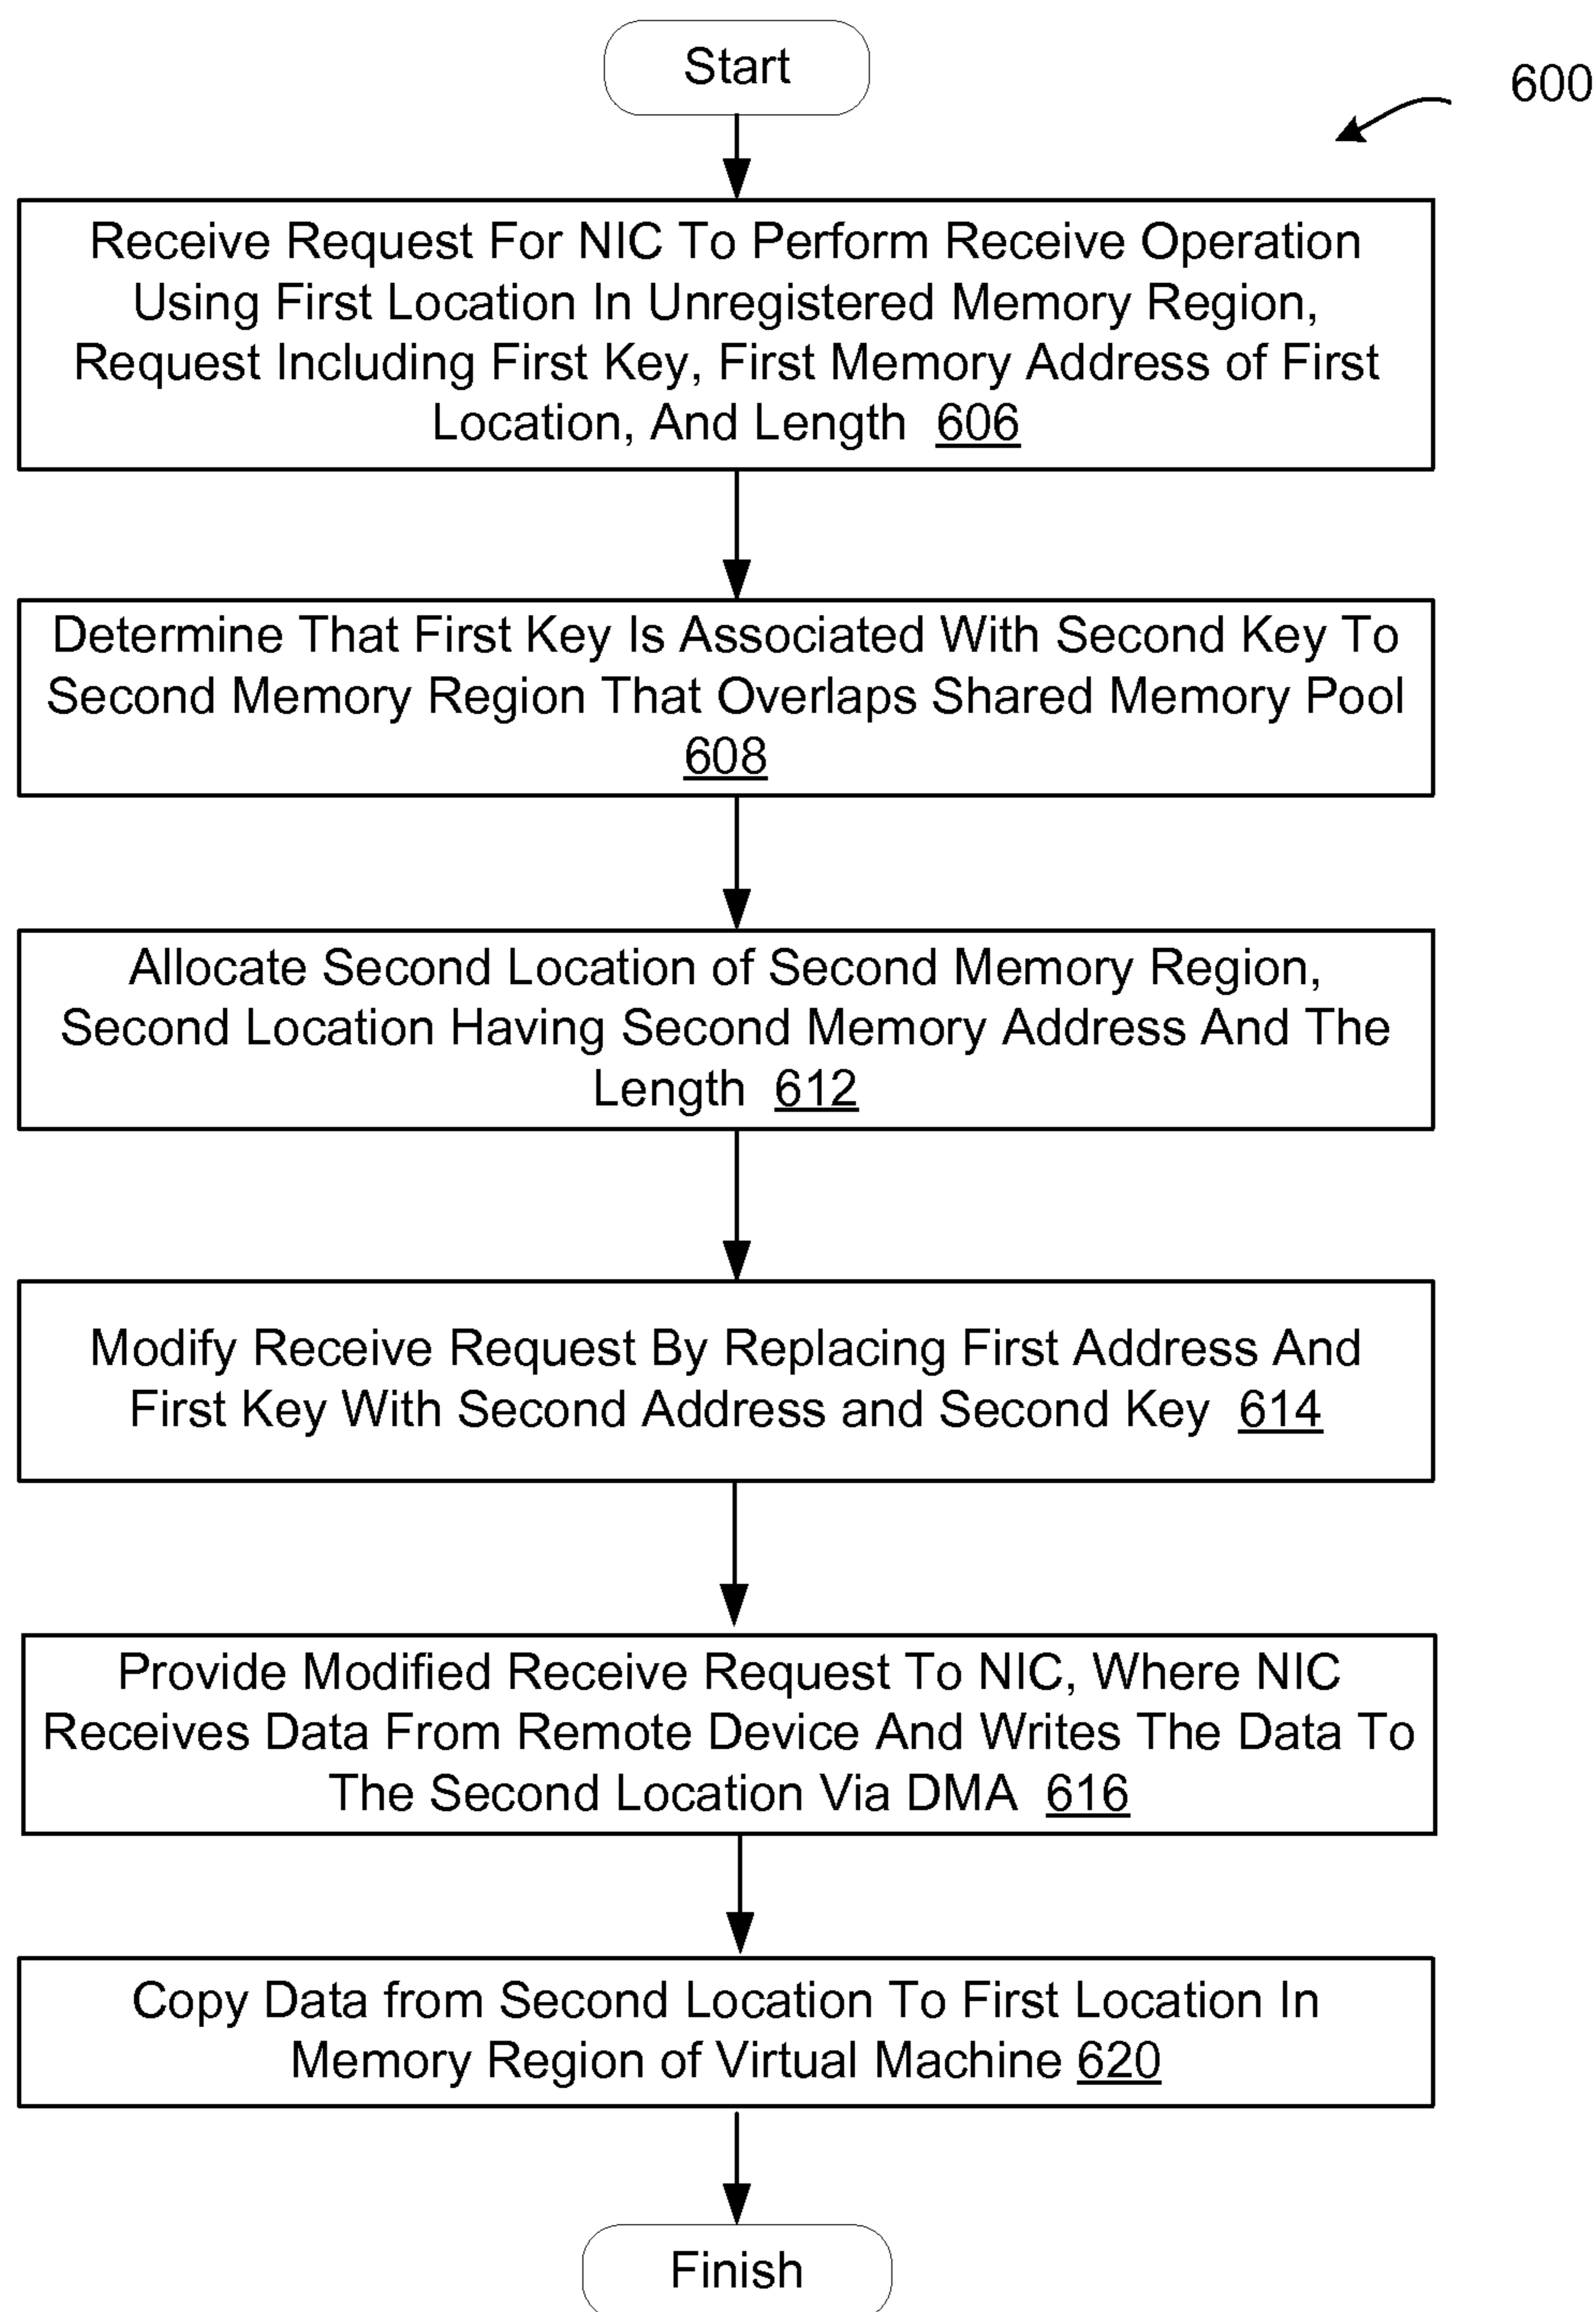 Start
600
Receive Request For NIC To Perform Receive Operation
Using First Location In Unregistered Memory Region,
Request Including First Key, First Memory Address of First
Location, And Length 606
Determine That First Key Is Associated With Second Key To
Second Memory Region That Overlaps Shared Memory Pool
608
Allocate Second Location of Second Memory Region,
Second Location Having Second Memory Address And The
Length 612
Modify Receive Request By Replacing First Address And
First Key With Second Address and Second Key 614
Provide Modified Receive Request To NIC, Where NIC
Receives Data From Remote Device And Writes The Data To
The Second Location Via DMA 616
Copy Data from Second Location To First Location In
Memory Region of Virtual Machine 620
Finish